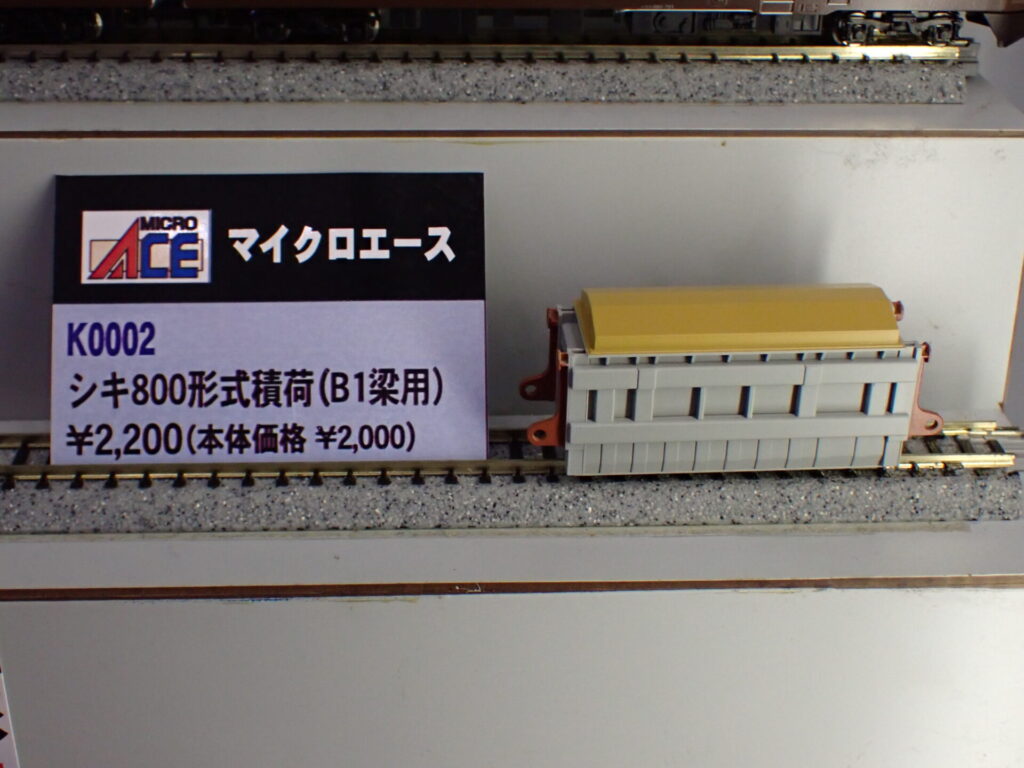 MICRO
ACE
マイクロエース
K0002
シキ800形式積荷(B1梁用)
¥2,200(本体価格 ¥2,000)